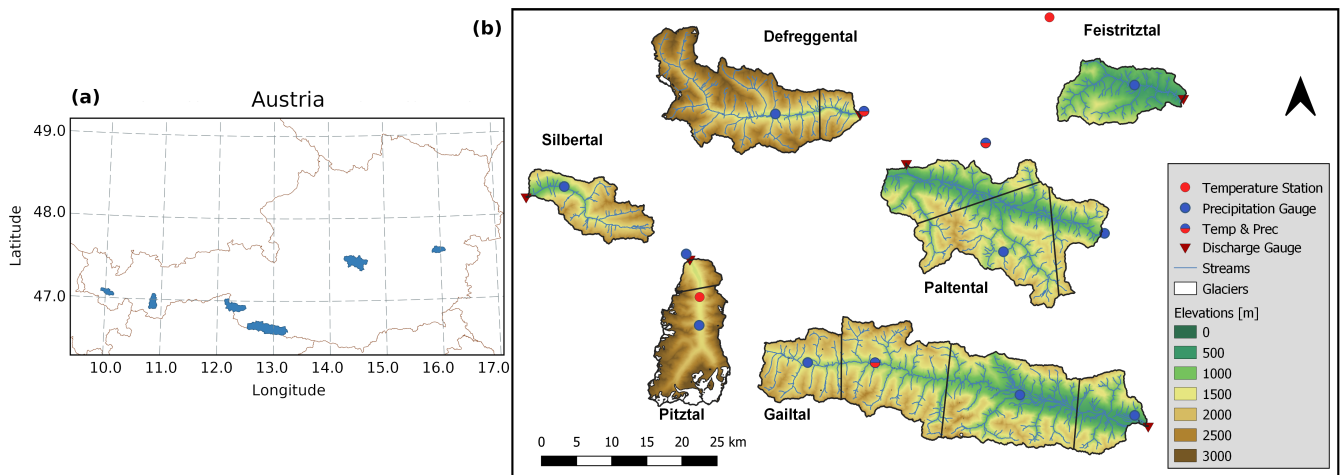 (a)
Austria
49.0
48.0
47.0
Latitude
10.0 11.0 12.0 13.0 14.0 15.0 16.0 17.0
Longitude
(b)
Defreggental
Feistritztal
Silbertal
Paltental
Pitztal
Gailtal
0 5 10 15 20 25 km
Temperature Station
Precipitation Gauge
Temp & Prec
Discharge Gauge
Streams
Glaciers
Elevations [m]
0
500
1000
1500
2000
2500
3000